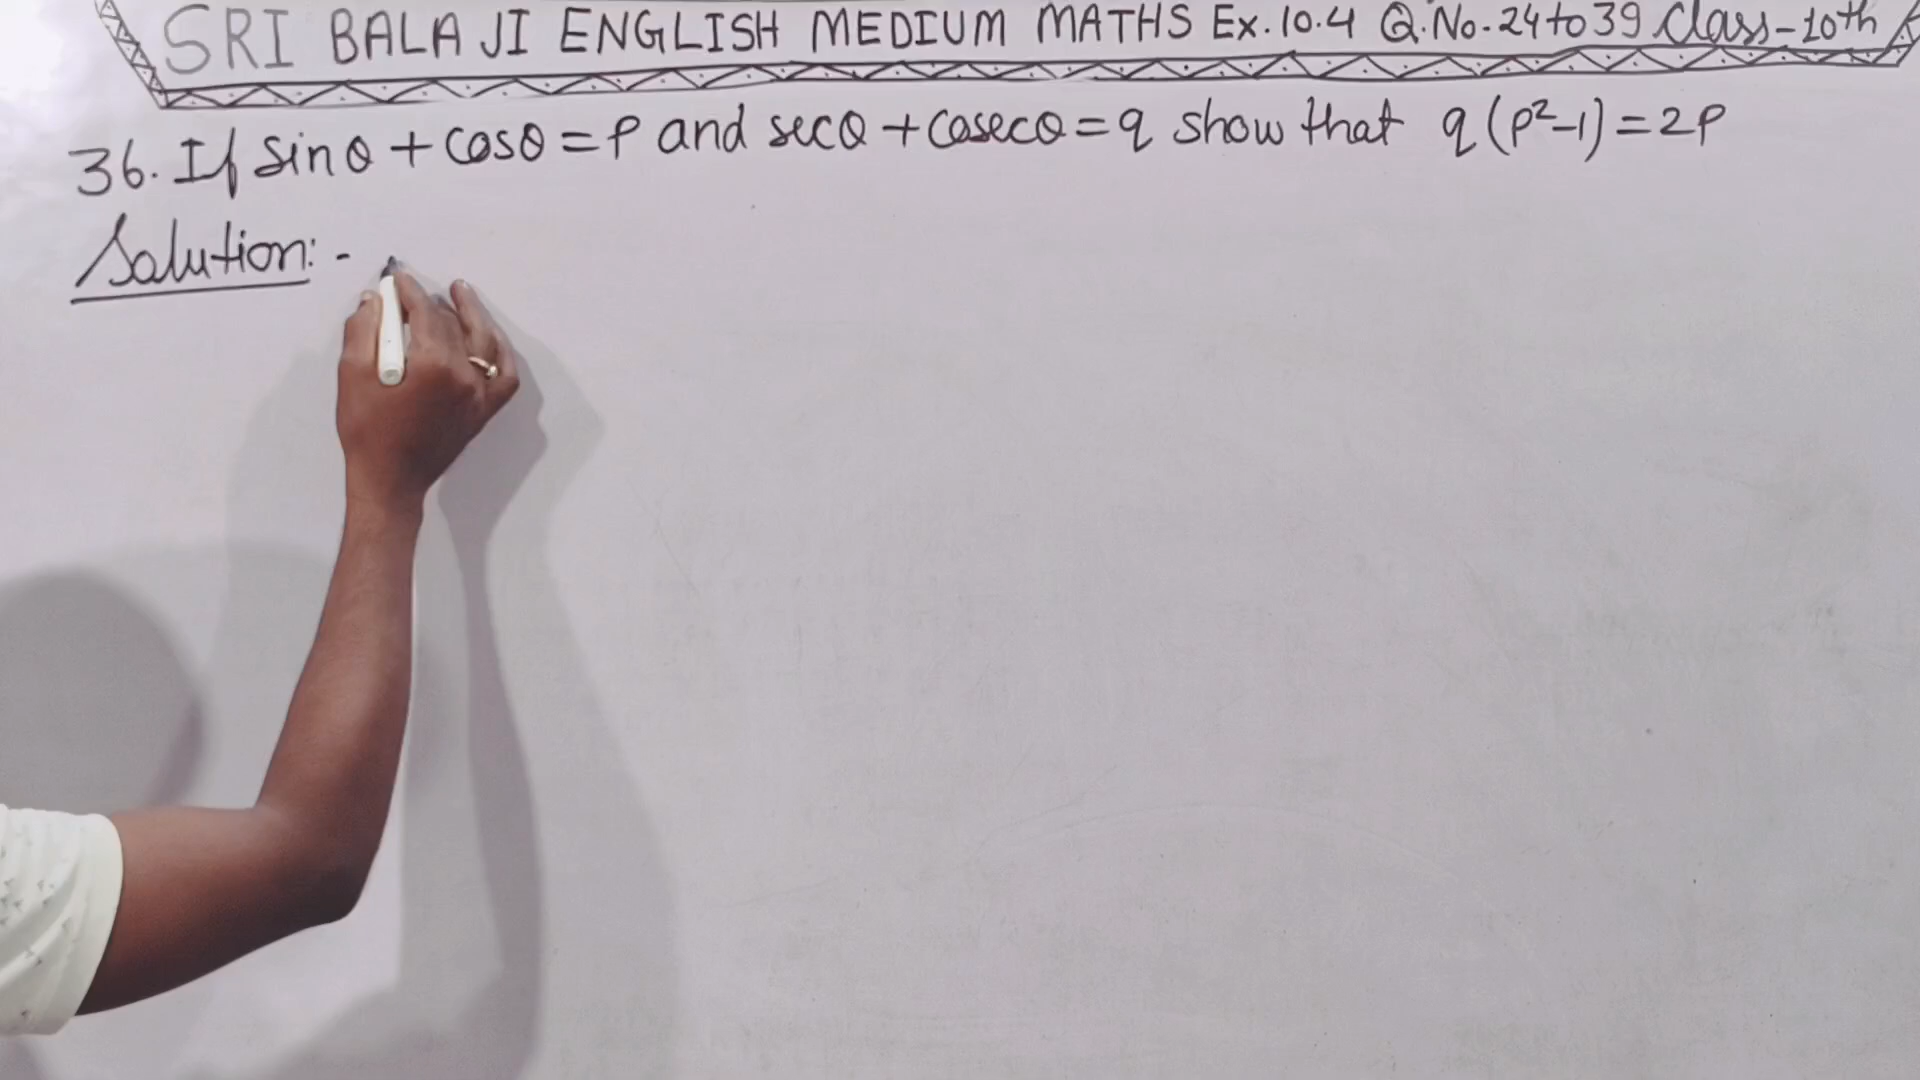 SRI BALA JI ENGLISH MEDIUM MATHS Ex.10.4 Q.No.-24 to 39 Class-10th
36. If sinθ + cosθ = p and secθ + cosecθ = q show that q(p²-1) = 2p
Solution:-